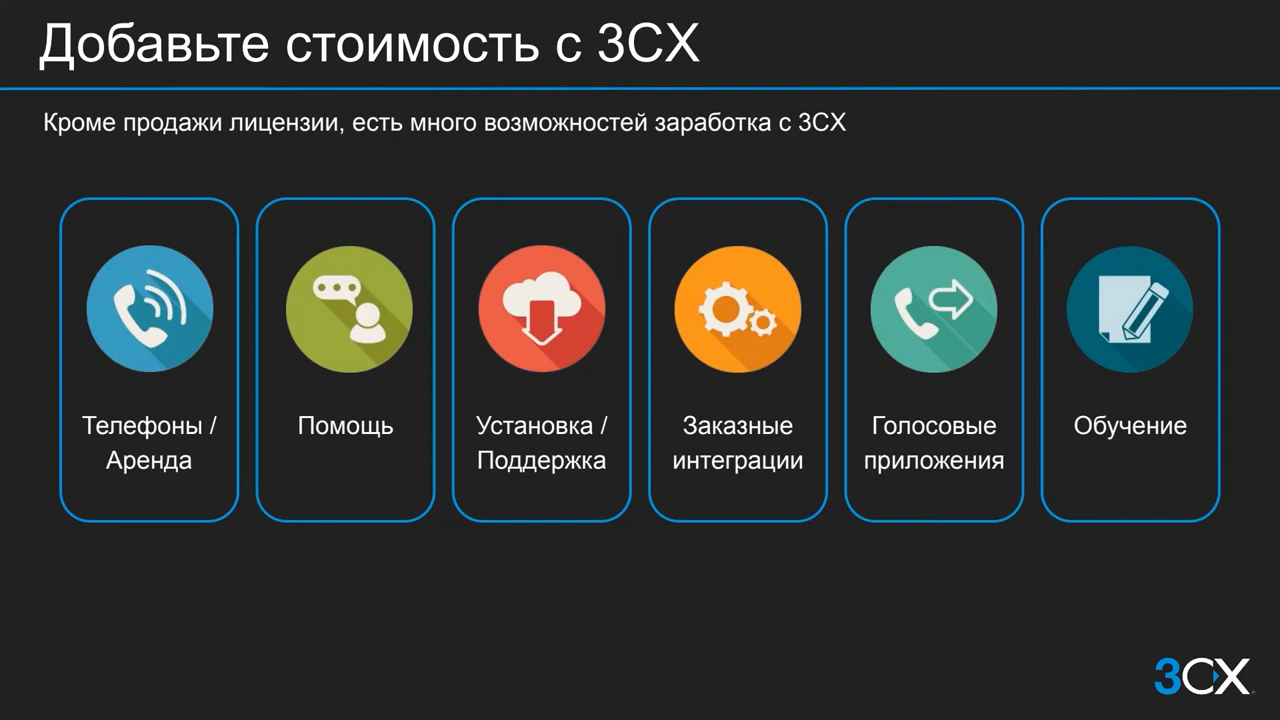 Добавьте стоимость с 3CX
Кроме продажи лицензии, есть много возможностей заработка с 3CX
Телефоны /
Аренда
Помощь
Установка /
Поддержка
Заказные
интеграции
Голосовые
приложения
Обучение
3CX